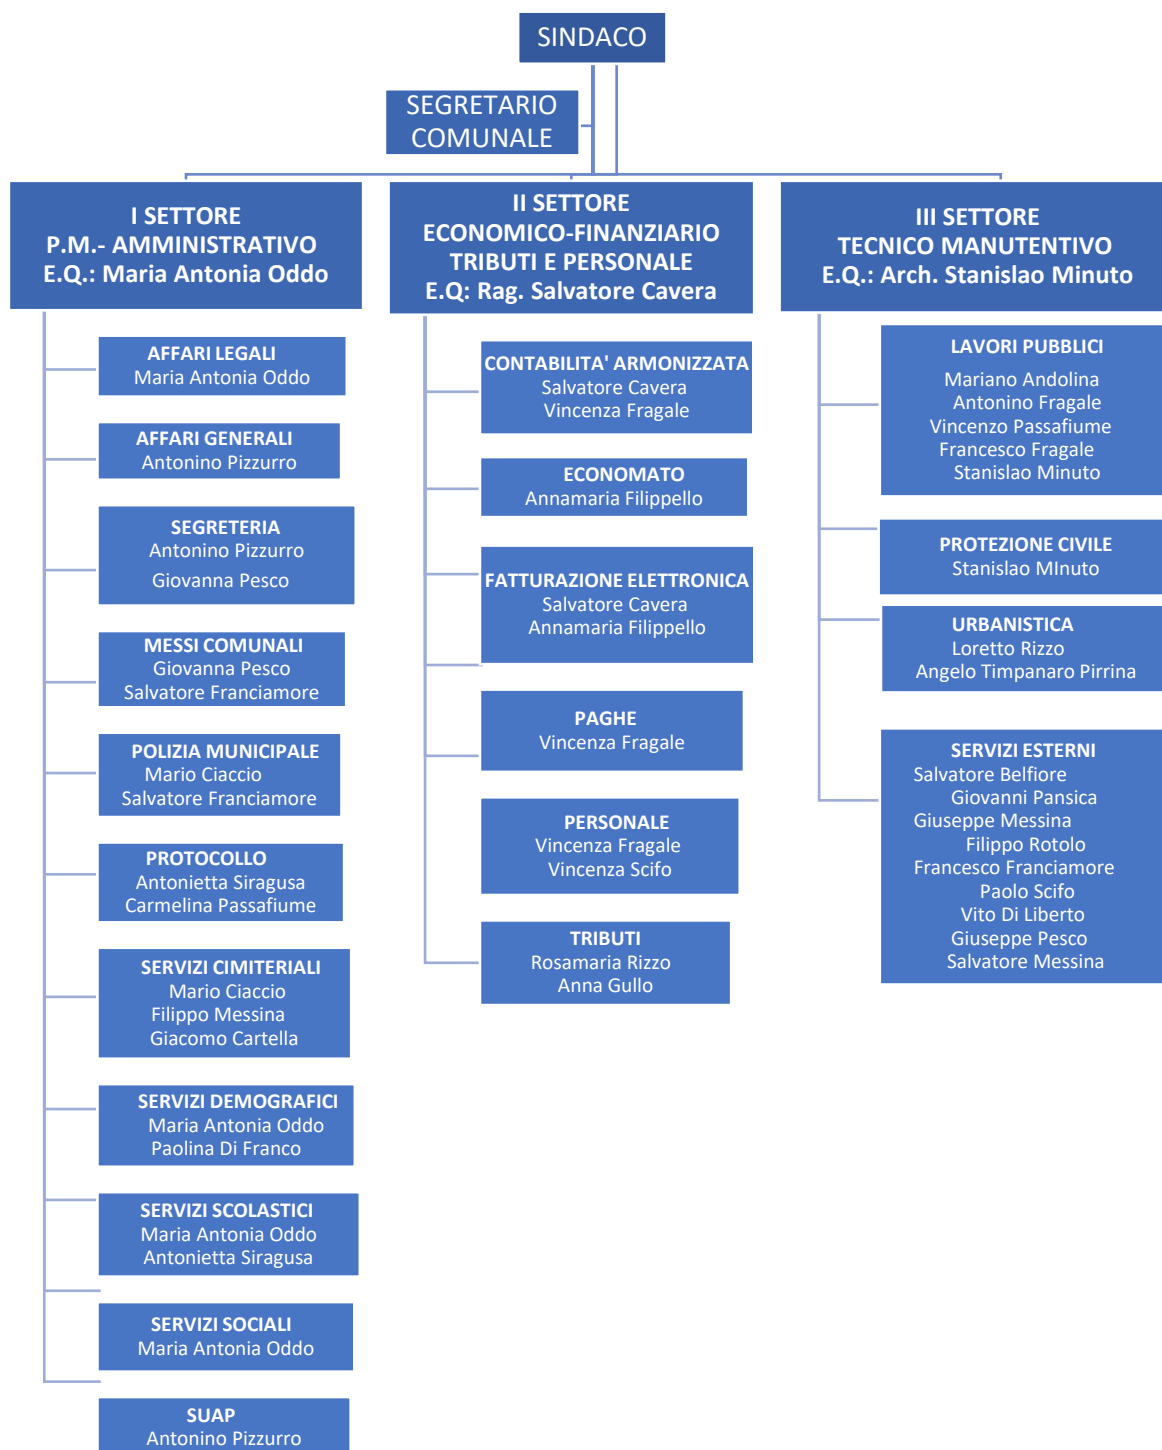 SINDACO
SEGRETARIO
COMUNALE
I SETTORE
P.M.- AMMINISTRATIVO
E.Q.: Maria Antonia Oddo
AFFARI LEGALI
Maria Antonia Oddo
AFFARI GENERALI
Antonino Pizzurro
SEGRETERIA
Antonino Pizzurro
Giovanna Pesco
MESSI COMUNALI
Giovanna Pesco
Salvatore Franciamore
POLIZIA MUNICIPALE
Mario Ciaccio
Salvatore Franciamore
PROTOCOLLO
Antonietta Siragusa
Carmelina Passafiume
SERVIZI CIMITERIALI
Mario Ciaccio
Filippo Messina
Giacomo Cartella
SERVIZI DEMOGRAFICI
Maria Antonia Oddo
Paolina Di Franco
SERVIZI SCOLASTICI
Maria Antonia Oddo
Antonietta Siragusa
SERVIZI SOCIALI
Maria Antonia Oddo
SUAP
Antonino Pizzurro
II SETTORE
ECONOMICO-FINANZIARIO
TRIBUTI E PERSONALE
E.Q: Rag. Salvatore Cavera
CONTABILITA' ARMONIZZATA
Salvatore Cavera
Vincenza Fragale
ECONOMATO
Annamaria Filippello
FATTURAZIONE ELETTRONICA
Salvatore Cavera
Annamaria Filippello
PAGHE
Vincenza Fragale
PERSONALE
Vincenza Fragale
Vincenza Scifo
TRIBUTI
Rosamaria Rizzo
Anna Gullo
III SETTORE
TECNICO MANUTENTIVO
E.Q.: Arch. Stanislao Minuto
LAVORI PUBBLICI
Mariano Andolina
Antonino Fragale
Vincenzo Passafiume
Francesco Fragale
Stanislao Minuto
PROTEZIONE CIVILE
Stanislao MInuto
URBANISTICA
Loretto Rizzo
Angelo Timpanaro Pirrina
SERVIZI ESTERNI
Salvatore Belfiore
Giovanni Pansica
Giuseppe Messina
Filippo Rotolo
Francesco Franciamore
Paolo Scifo
Vito Di Liberto
Giuseppe Pesco
Salvatore Messina